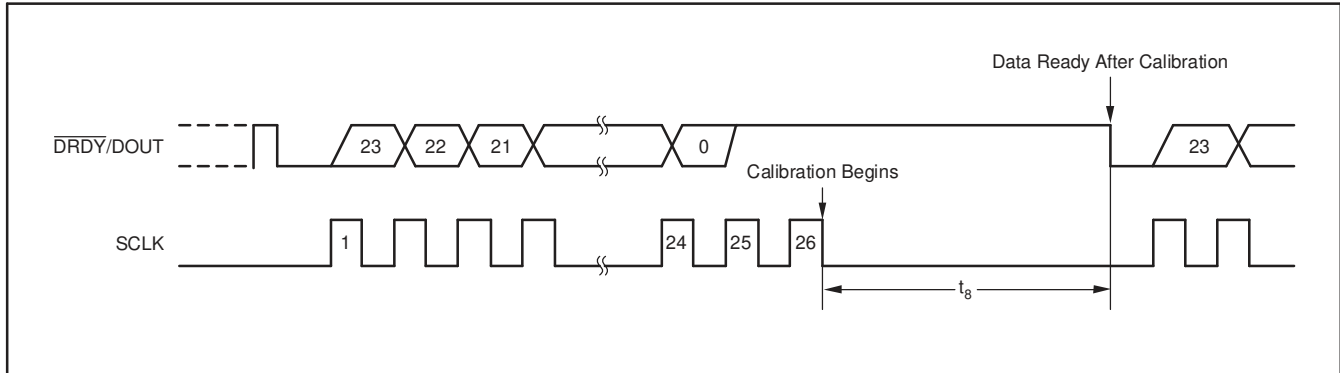 Data Ready After Calibration
DRDY/DOUT
23 22 21 0 23
Calibration Begins
SCLK
1 24 25 26
t8